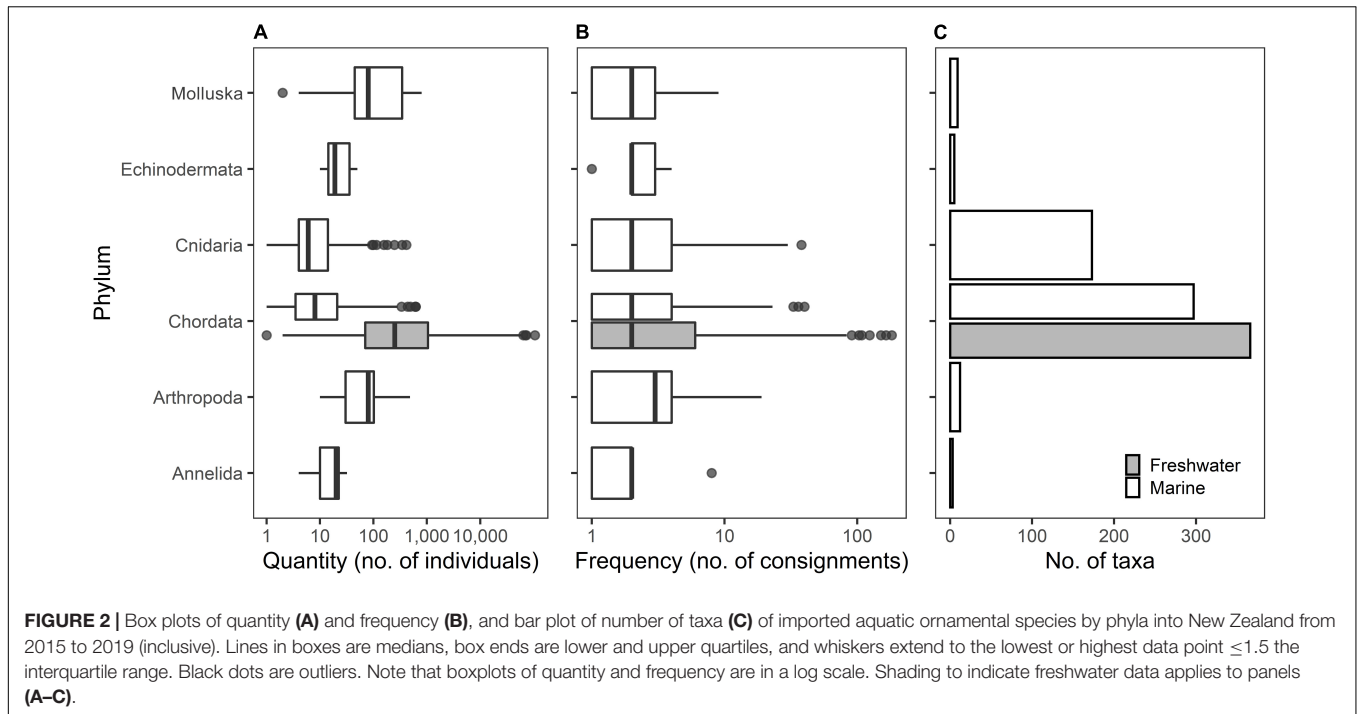 A
B
C
Phylum
Molluska
Echinodermata
Cnidaria
Chordata
Arthropoda
Annelida
1 10 100 1,000 10,000
Quantity (no. of individuals)
1 10 100
Frequency (no. of consignments)
Freshwater
Marine
0 100 200 300
No. of taxa
FIGURE 2 | Box plots of quantity (A) and frequency (B), and bar plot of number of taxa (C) of imported aquatic ornamental species by phyla into New Zealand from
2015 to 2019 (inclusive). Lines in boxes are medians, box ends are lower and upper quartiles, and whiskers extend to the lowest or highest data point ≤1.5 the
interquartile range. Black dots are outliers. Note that boxplots of quantity and frequency are in a log scale. Shading to indicate freshwater data applies to panels
(A–C).